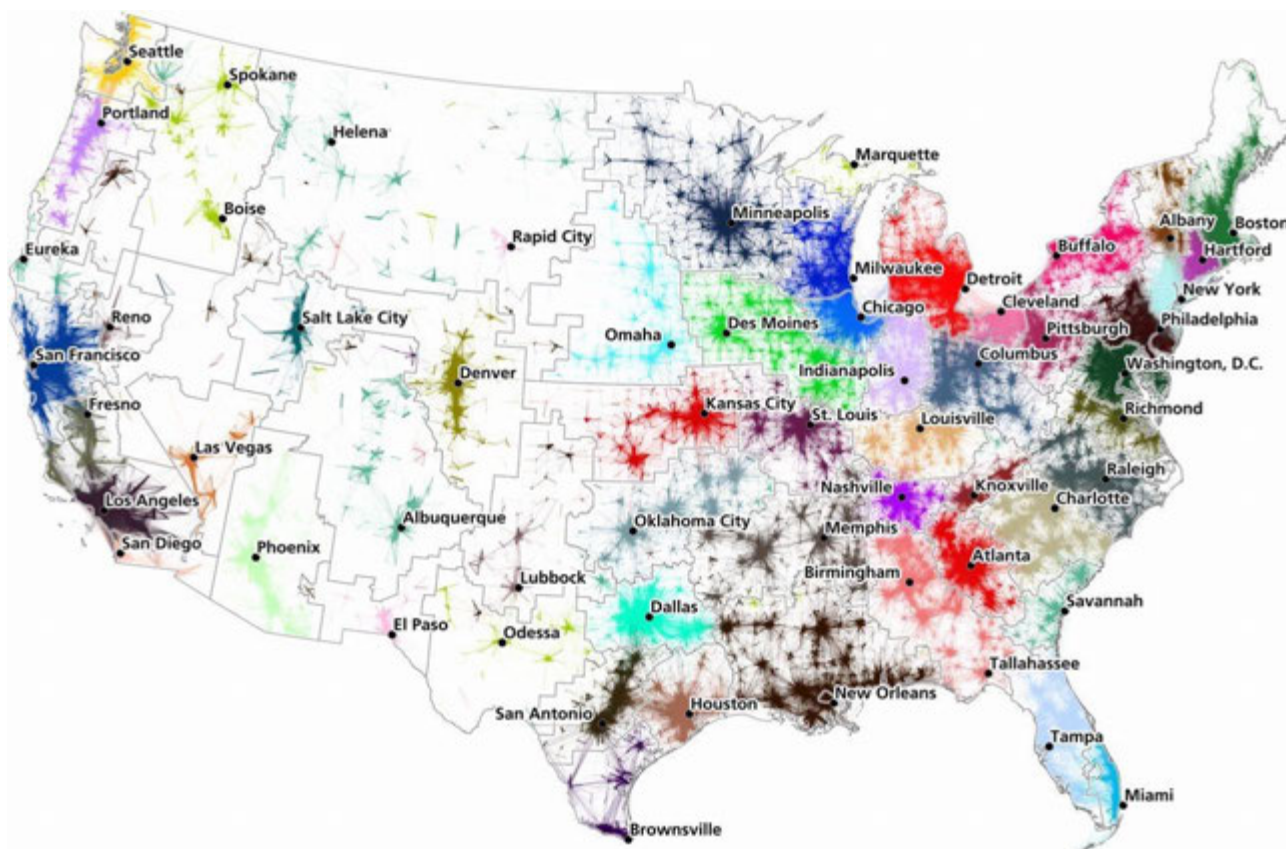 Seattle
Spokane
Portland
Helena
Marquette
Boise
Minneapolis
Albany
Boston
Rapid City
Buffalo
Hartford
Eureka
Milwaukee
Detroit
New York
Reno
Salt Lake City
Chicago
Cleveland
Philadelphia
Omaha
Des Moines
Pittsburgh
San Francisco
Columbus
Washington, D.C.
Denver
Indianapolis
Fresno
Kansas City
St. Louis
Louisville
Richmond
Las Vegas
Raleigh
Nashville
Knoxville
Los Angeles
Charlotte
Albuquerque
Oklahoma City
Memphis
San Diego
Phoenix
Atlanta
Birmingham
Lubbock
Savannah
Dallas
El Paso
Odessa
Tallahassee
New Orleans
San Antonio
Houston
Tampa
Miami
Brownsville